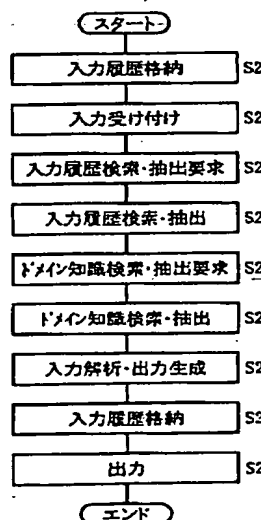 スタート
入力履歴格納 S2
入力受け付け S2
入力履歴検索・抽出要求 S2
入力履歴検索・抽出 S2
ドメイン知識検索・抽出要求 S2
ドメイン知識検索・抽出 S2
入力解析・出力生成 S2
入力履歴格納 S3
出力 S2
エンド